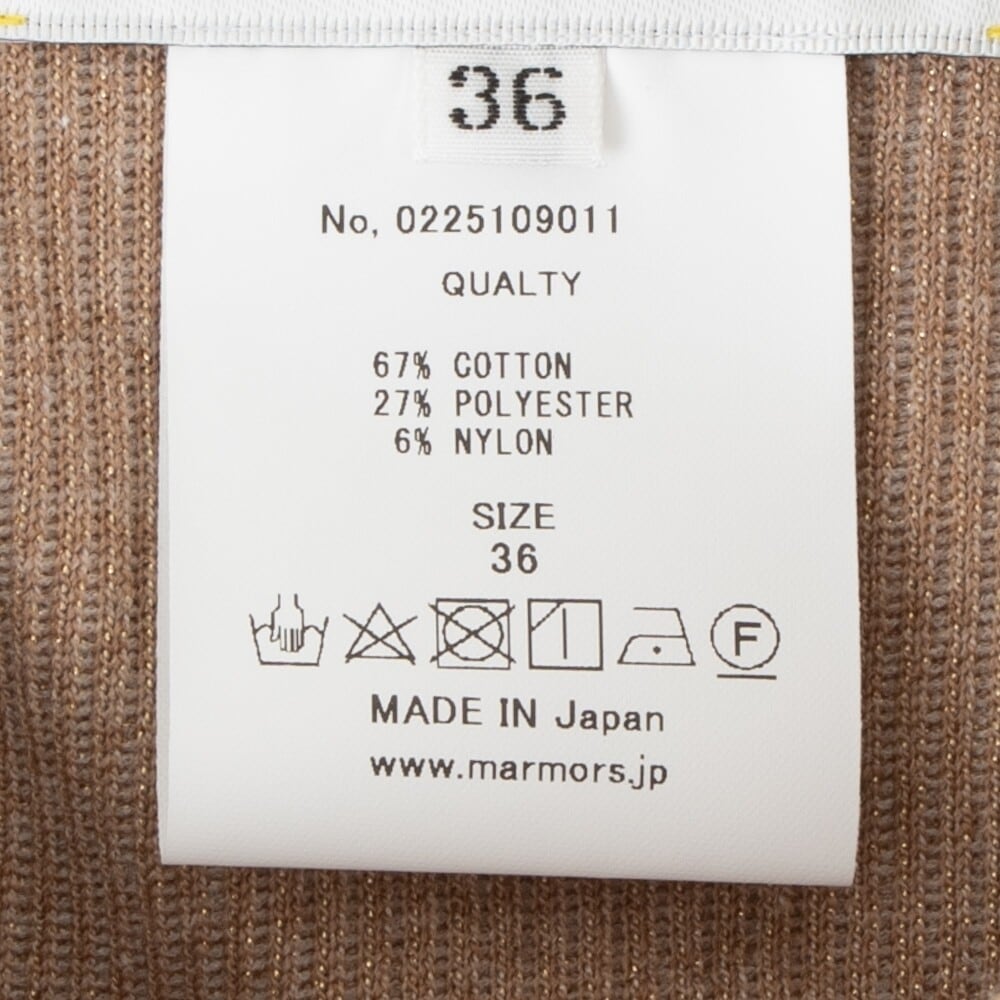 36
No, 0225109011
QUALTY
67% COTTON
27% POLYESTER
6% NYLON
SIZE
36
F
MADE IN Japan
www.marmors.jp